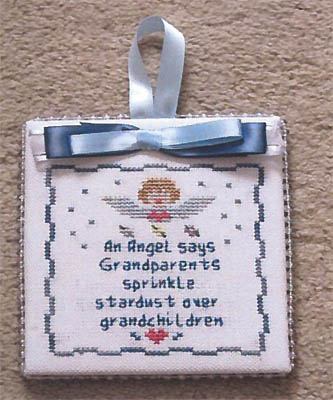 An Angel says
Grandparents
sprinkle
stardust over
grandchildren